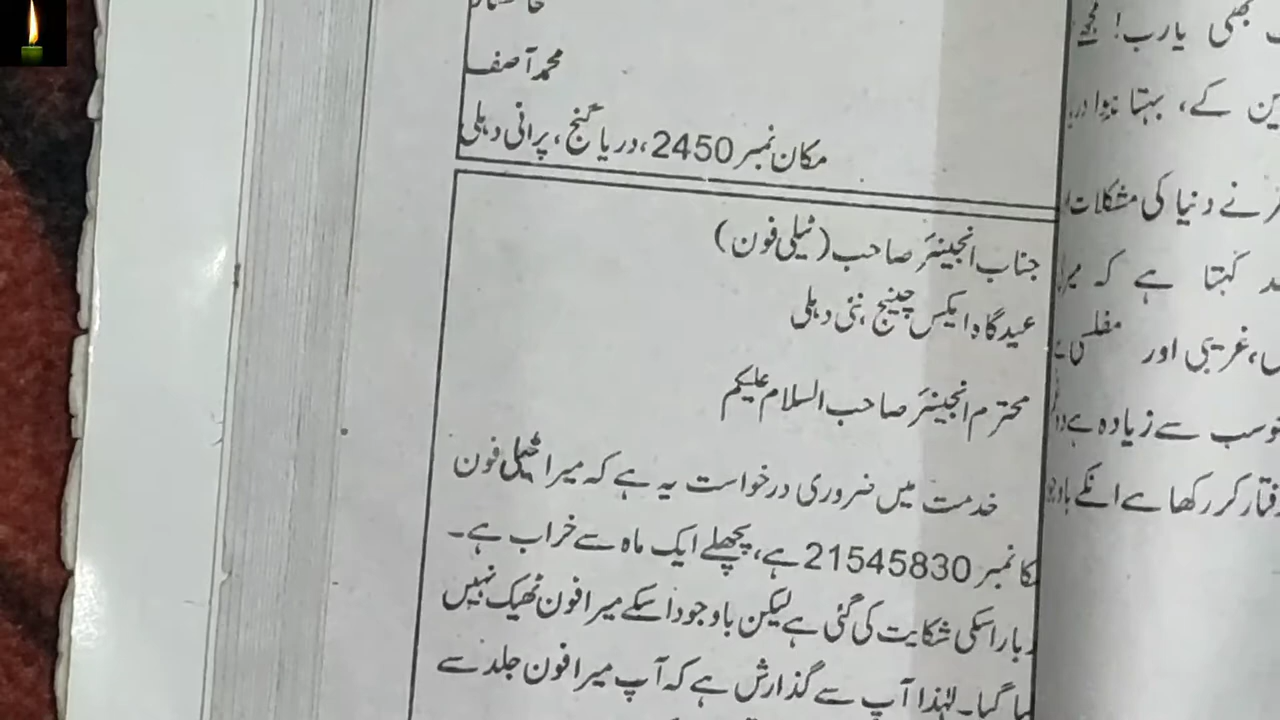 محمد آصف
مکان نمبر 2450، دریا گنج، پرانی دہلی
جناب انجینئر صاحب (ٹیلی فون)
عیدگاہ ایکس چینج، نئی دہلی
محترم انجینئر صاحب السلام علیکم
خدمت میں ضروری درخواست یہ ہے کہ میرا ٹیلی فون
کا نمبر 21545830 ہے، پچھلے ایک ماہ سے خراب ہے۔
بار اسکی شکایت کی گئی ہے لیکن باوجود اسکے میرا فون ٹھیک نہیں
گیا۔ لہٰذا آپ سے گذارش ہے کہ آپ میرا فون جلد سے
بھی یارب!
کے، بہتا
نے دنیا کی مشکلات
کہتا ہے کہ
غریبی اور مفلسی
سب سے زیادہ ہے
کر رکھا ہے انکے